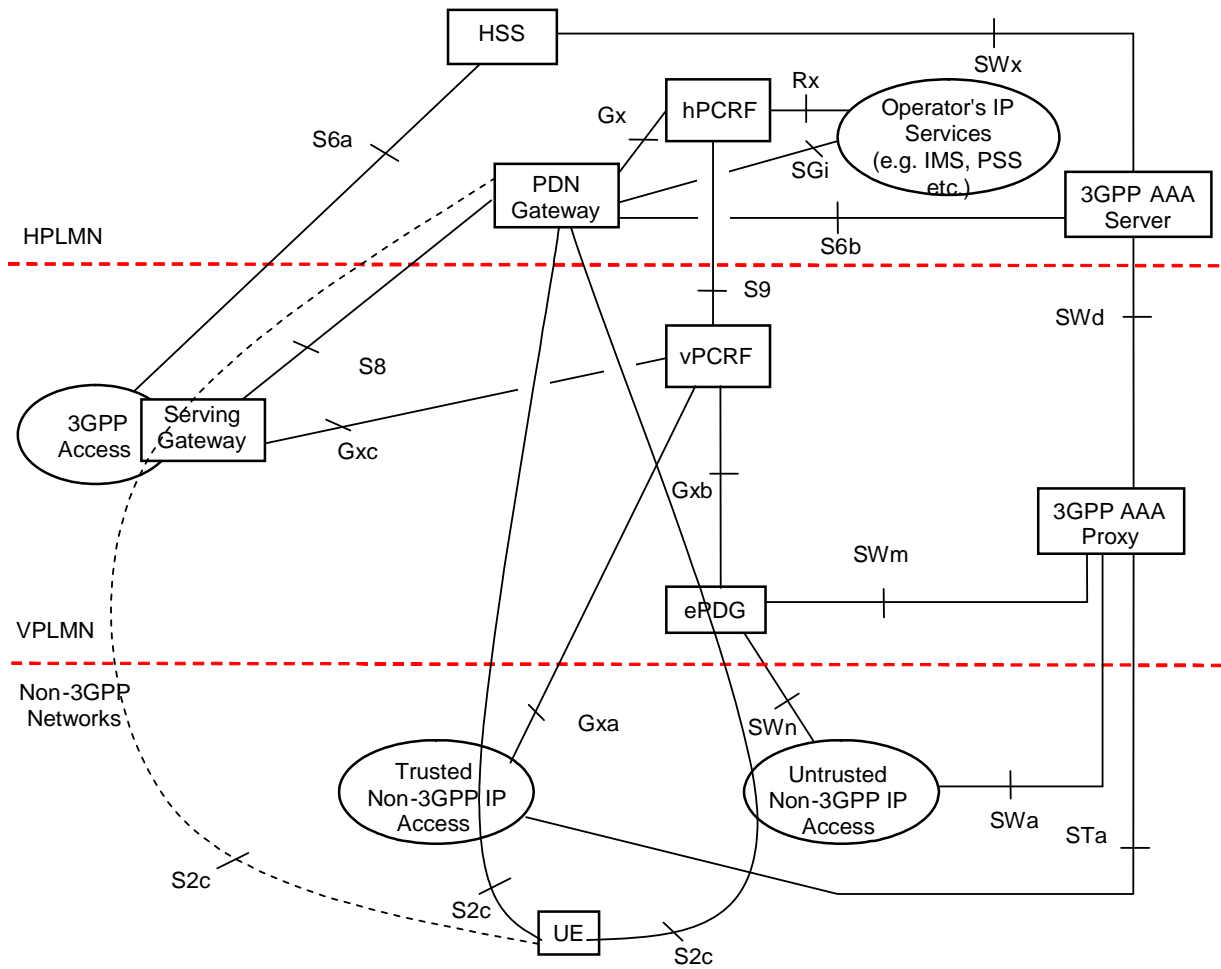 HSS
SWx
Rx
Gx
hPCRF
Operator's IP
Services
(e.g. IMS, PSS
etc.)
S6a
SGi
PDN
Gateway
3GPP AAA
Server
HPLMN
S6b
S9
SWd
vPCRF
S8
3GPP
Access
Serving
Gateway
Gxc
Gxb
3GPP AAA
Proxy
SWm
ePDG
VPLMN
Non-3GPP
Networks
Gxa
SWn
Trusted
Non-3GPP IP
Access
Untrusted
Non-3GPP IP
Access
SWa
STa
S2c
S2c
UE
S2c